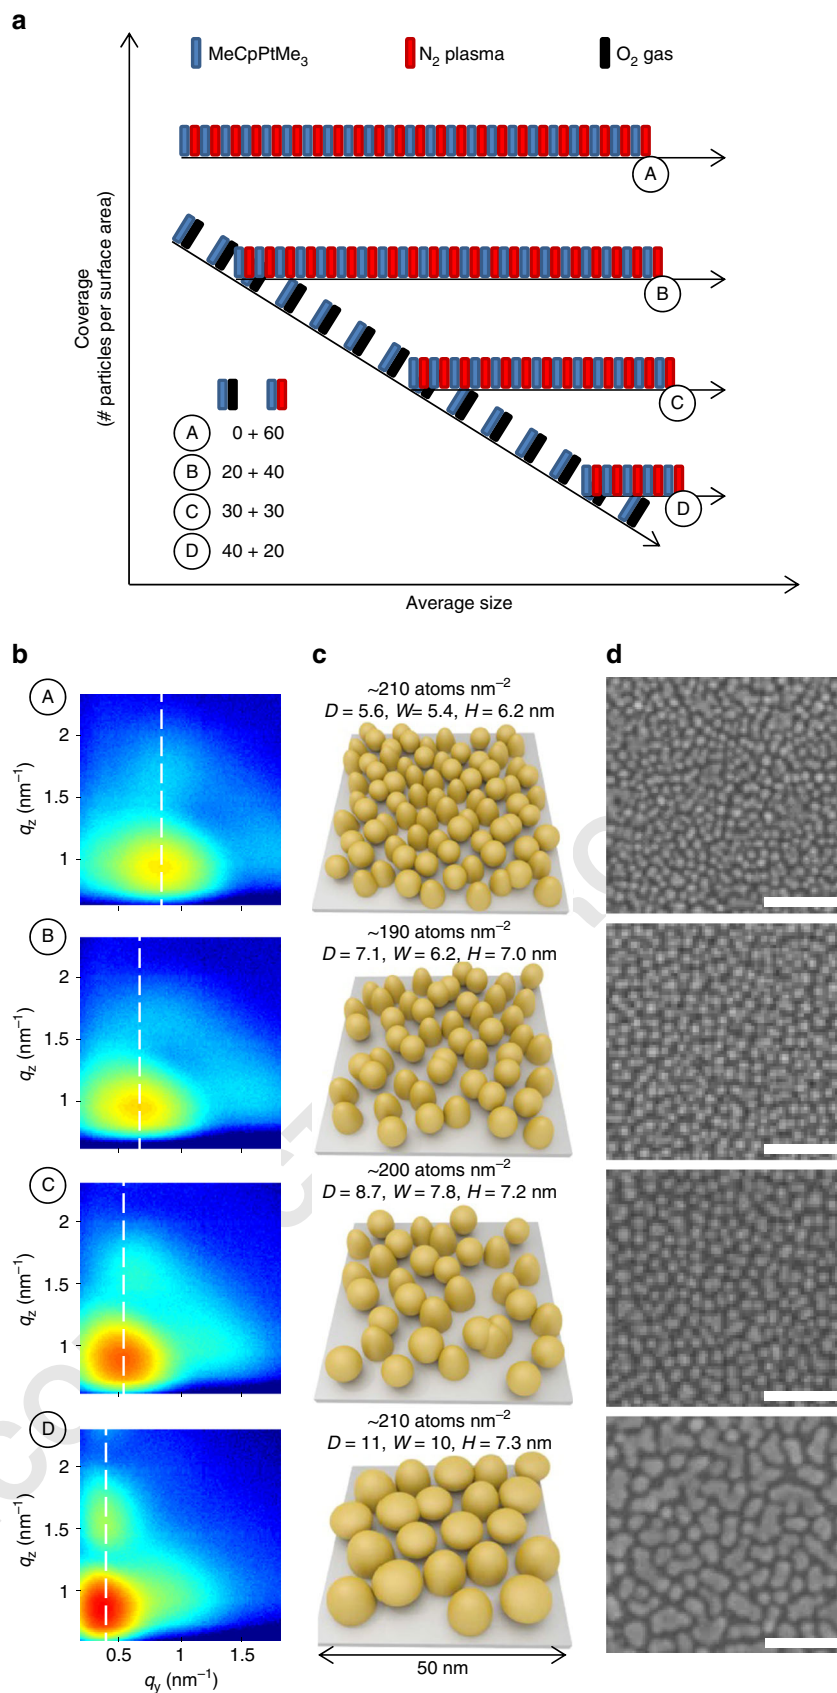 a
MeCpPtMe3
N2 plasma
O2 gas
Coverage
(# particles per surface area)
A
B
C
D
A 0 + 60
B 20 + 40
C 30 + 30
D 40 + 20
Average size
b
c
d
A
~210 atoms nm−2
D = 5.6, W= 5.4, H = 6.2 nm
2
1.5
1
qz (nm−1)
B
~190 atoms nm−2
D = 7.1, W = 6.2, H = 7.0 nm
2
1.5
1
qz (nm−1)
C
~200 atoms nm−2
D = 8.7, W = 7.8, H = 7.2 nm
2
1.5
1
qz (nm−1)
D
~210 atoms nm−2
D = 11, W = 10, H = 7.3 nm
2
1.5
1
qz (nm−1)
0.5 1 1.5
qy (nm−1)
50 nm